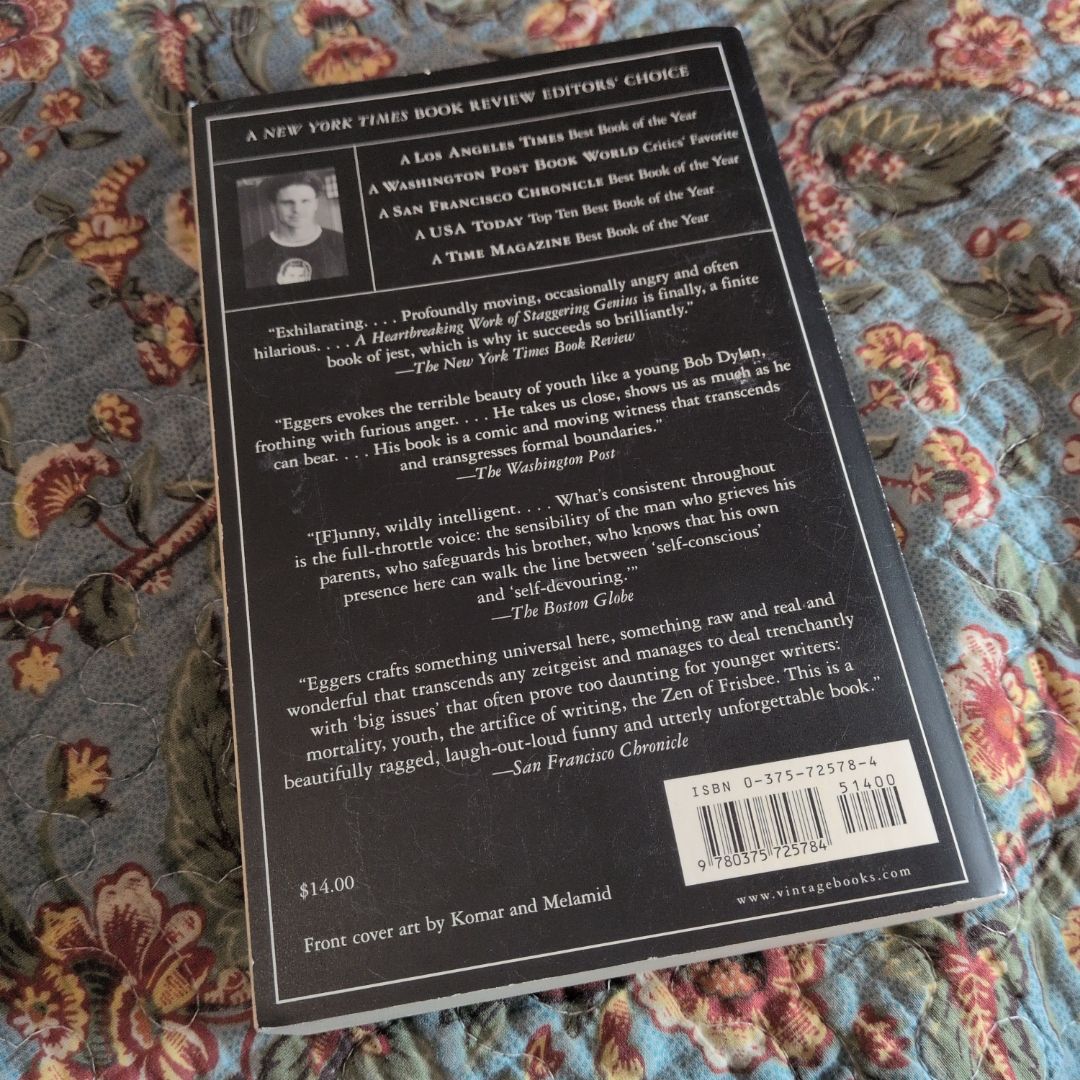 A NEW YORK TIMES BOOK REVIEW EDITORS' CHOICE
A LOS ANGELES TIMES Best Book of the Year
A WASHINGTON POST BOOK WORLD Critics' Favorite
A SAN FRANCISCO CHRONICLE Best Book of the Year
A USA TODAY Top Ten Best Book of the Year
A TIME MAGAZINE Best Book of the Year
“Exhilarating. . . . Profoundly moving, occasionally angry and often
hilarious. . . . A Heartbreaking Work of Staggering Genius is finally, a finite
book of jest, which is why it succeeds so brilliantly.”
—The New York Times Book Review
“Eggers evokes the terrible beauty of youth like a young Bob Dylan,
frothing with furious anger. . . . He takes us close, shows us as much as he
can bear. . . . His book is a comic and moving witness that transcends
and transgresses formal boundaries.”
—The Washington Post
“[F]unny, wildly intelligent. . . . What's consistent throughout
is the full-throttle voice: the sensibility of the man who grieves his
parents, who safeguards his brother, who knows that his own
presence here can walk the line between ‘self-conscious’
and ‘self-devouring.’”
—The Boston Globe
“Eggers crafts something universal here, something raw and real and
wonderful that transcends any zeitgeist and manages to deal trenchantly
with ‘big issues’ that often prove too daunting for younger writers:
mortality, youth, the artifice of writing, the Zen of Frisbee. This is a
beautifully ragged, laugh-out-loud funny and utterly unforgettable book.”
—San Francisco Chronicle
ISBN 0-375-72578-4
51400
9 780375 725784
$14.00
Front cover art by Komar and Melamid
www.vintagebooks.com